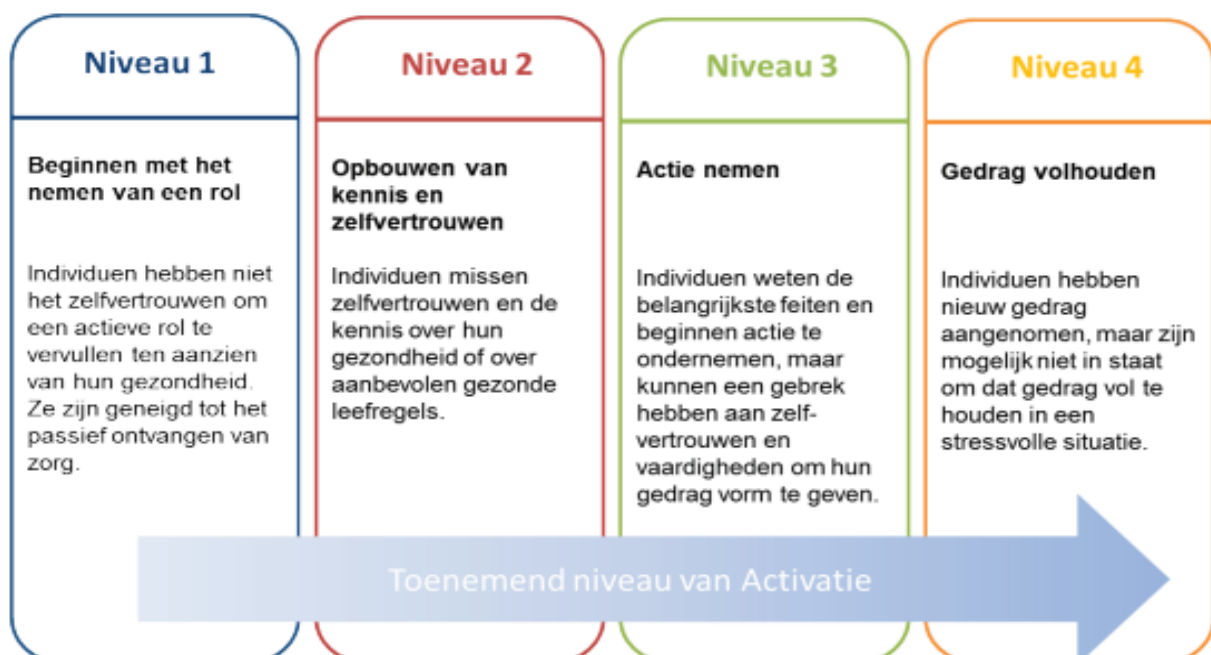 Niveau 1
Beginnen met het
nemen van een rol
Individuen hebben niet
het zelfvertrouwen om
een actieve rol te
vervullen ten aanzien
van hun gezondheid.
Ze zijn geneigd tot het
passief ontvangen van
zorg.
Niveau 2
Opbouwen van
kennis en
zelfvertrouwen
Individuen missen
zelfvertrouwen en de
kennis over hun
gezondheid of over
aanbevolen gezonde
leefregels.
Niveau 3
Actie nemen
Individuen weten de
belangrijkste feiten en
beginnen actie te
ondernemen, maar
kunnen een gebrek
hebben aan zelf-
vertrouwen en
vaardigheden om hun
gedrag vorm te geven.
Niveau 4
Gedrag volhouden
Individuen hebben
nieuw gedrag
aangenomen, maar zijn
mogelijk niet in staat
om dat gedrag vol te
houden in een
stressvolle situatie.
Toenemend niveau van Activatie